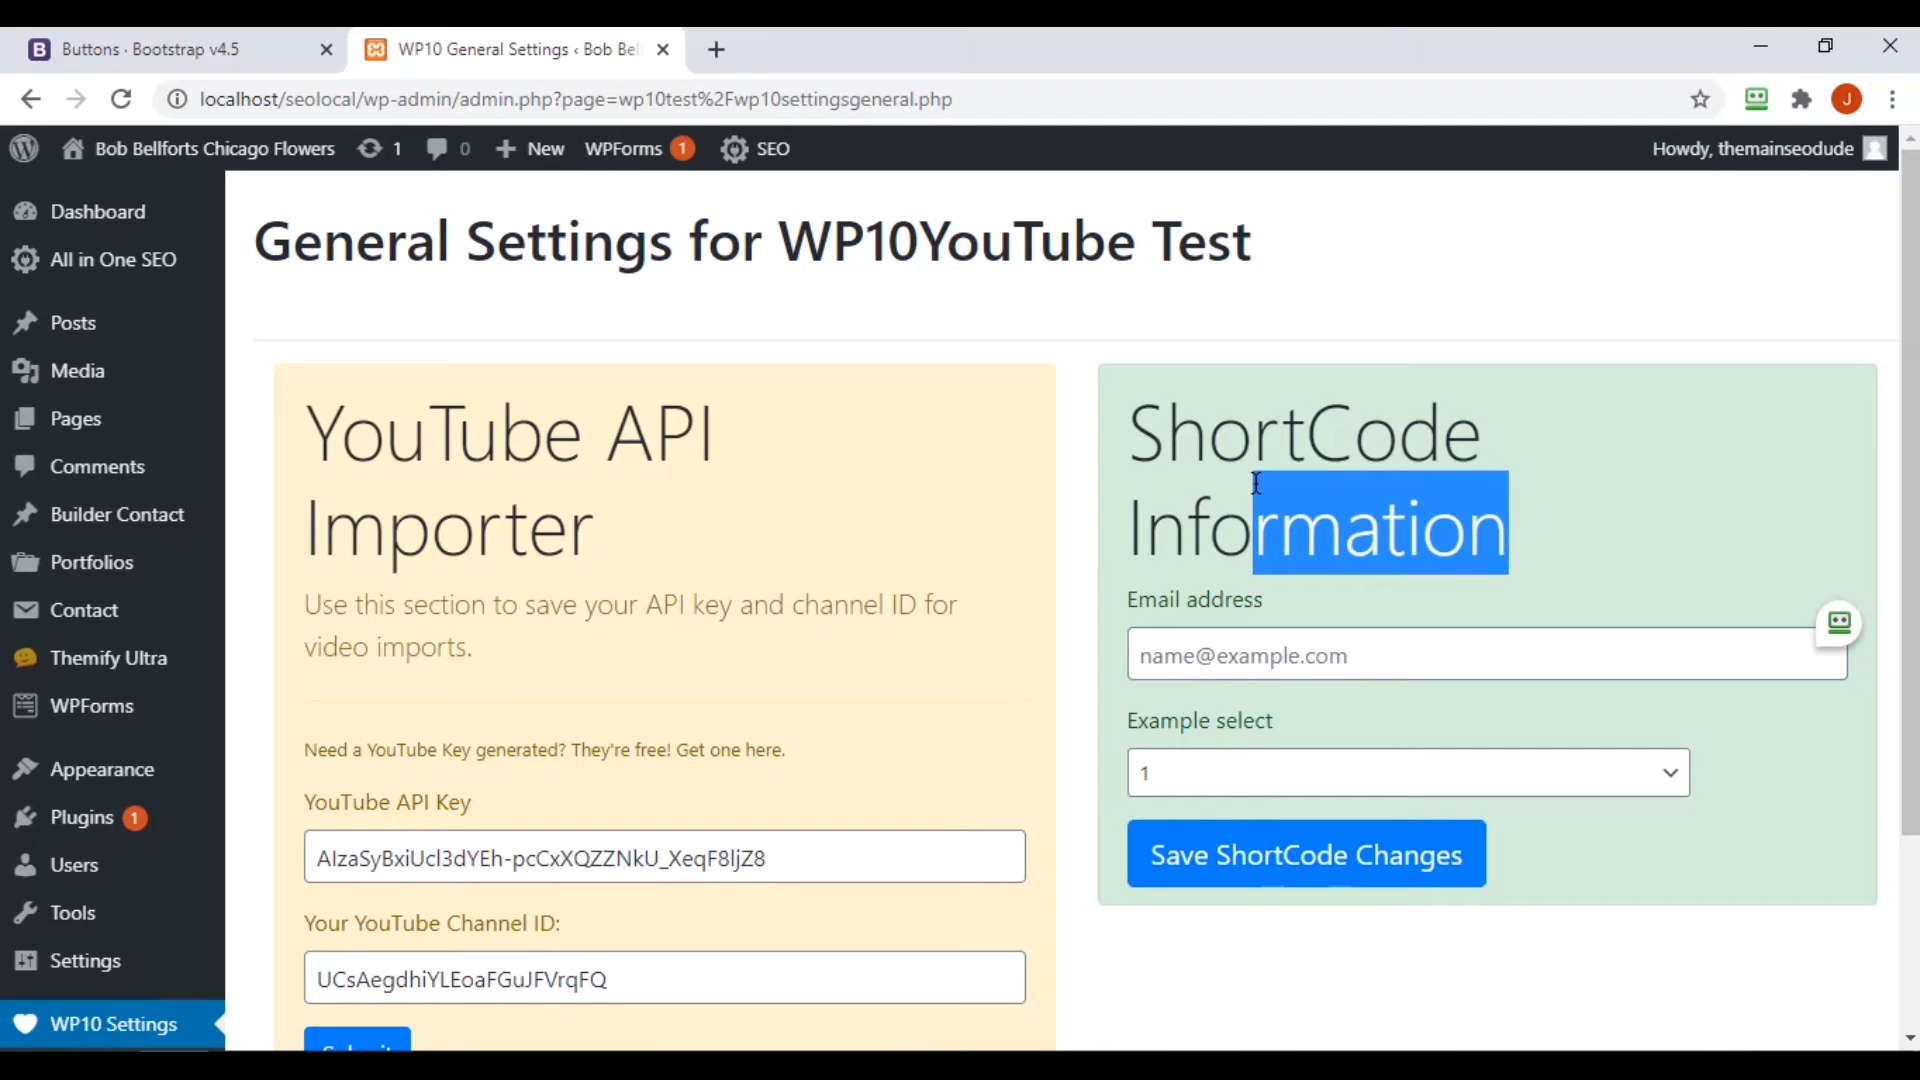 Buttons · Bootstrap v4.5
WP10 General Settings ‹ Bob Bel
localhost/seolocal/wp-admin/admin.php?page=wp10test%2Fwp10settingsgeneral.php
J
Bob Bellforts Chicago Flowers
1
0
New
WPForms 1
SEO
Howdy, themainseodude
Dashboard
All in One SEO
Posts
Media
Pages
Comments
Builder Contact
Portfolios
Contact
Themify Ultra
WPForms
Appearance
Plugins 1
Users
Tools
Settings
WP10 Settings
General Settings for WP10YouTube Test
YouTube API
Importer
Use this section to save your API key and channel ID for
video imports.
Need a YouTube Key generated? They're free! Get one here.
YouTube API Key
AIzaSyBxiUcl3dYEh-pcCxXQZZNkU_XeqF8ljZ8
Your YouTube Channel ID:
UCsAegdhiYLEoaFGuJFVrqFQ
Submit
ShortCode
Information
Email address
name@example.com
Example select
1
Save ShortCode Changes